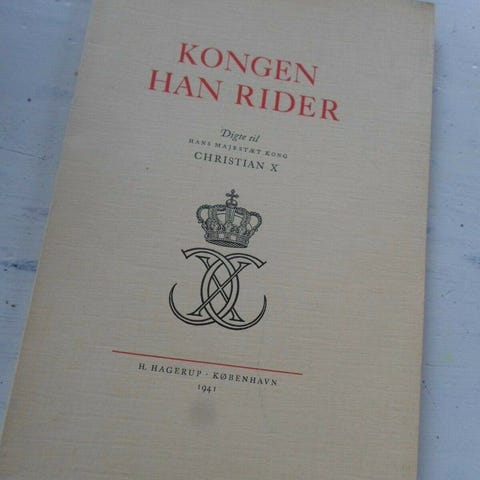 KONGEN
HAN RIDER
Digte til
HANS MAJESTÆT KONG
CHRISTIAN X
H. HAGERUP · KØBENHAVN
1941